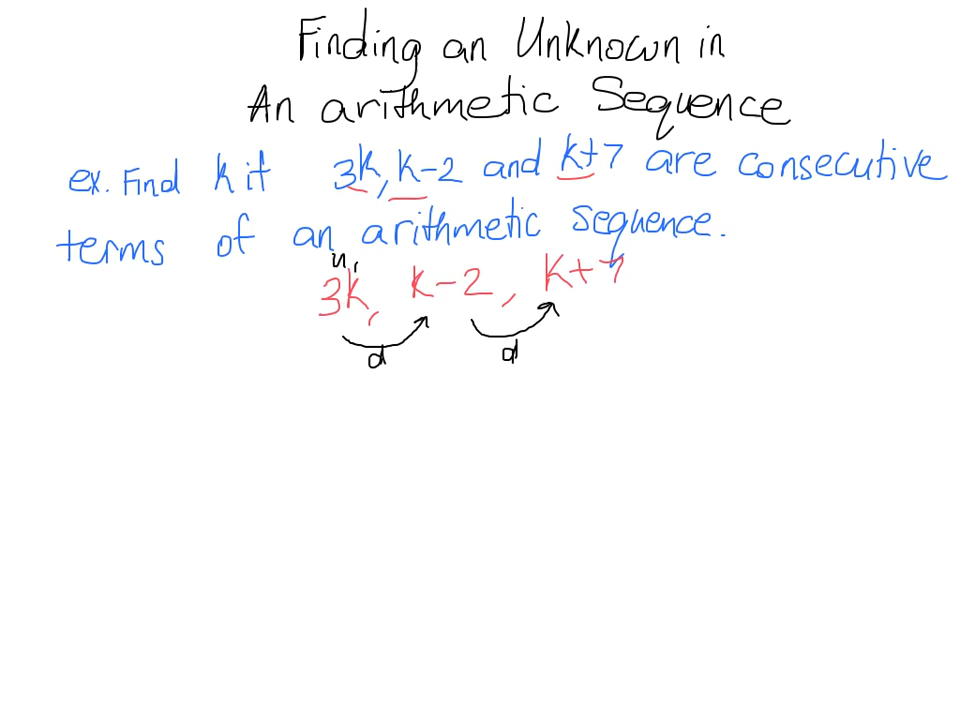 Finding an Unknown in
An arithmetic Sequence
ex. Find k if 3k, k-2 and k+7 are consecutive
terms of an arithmetic sequence.
u₁
3k, k-2, k+7
d d